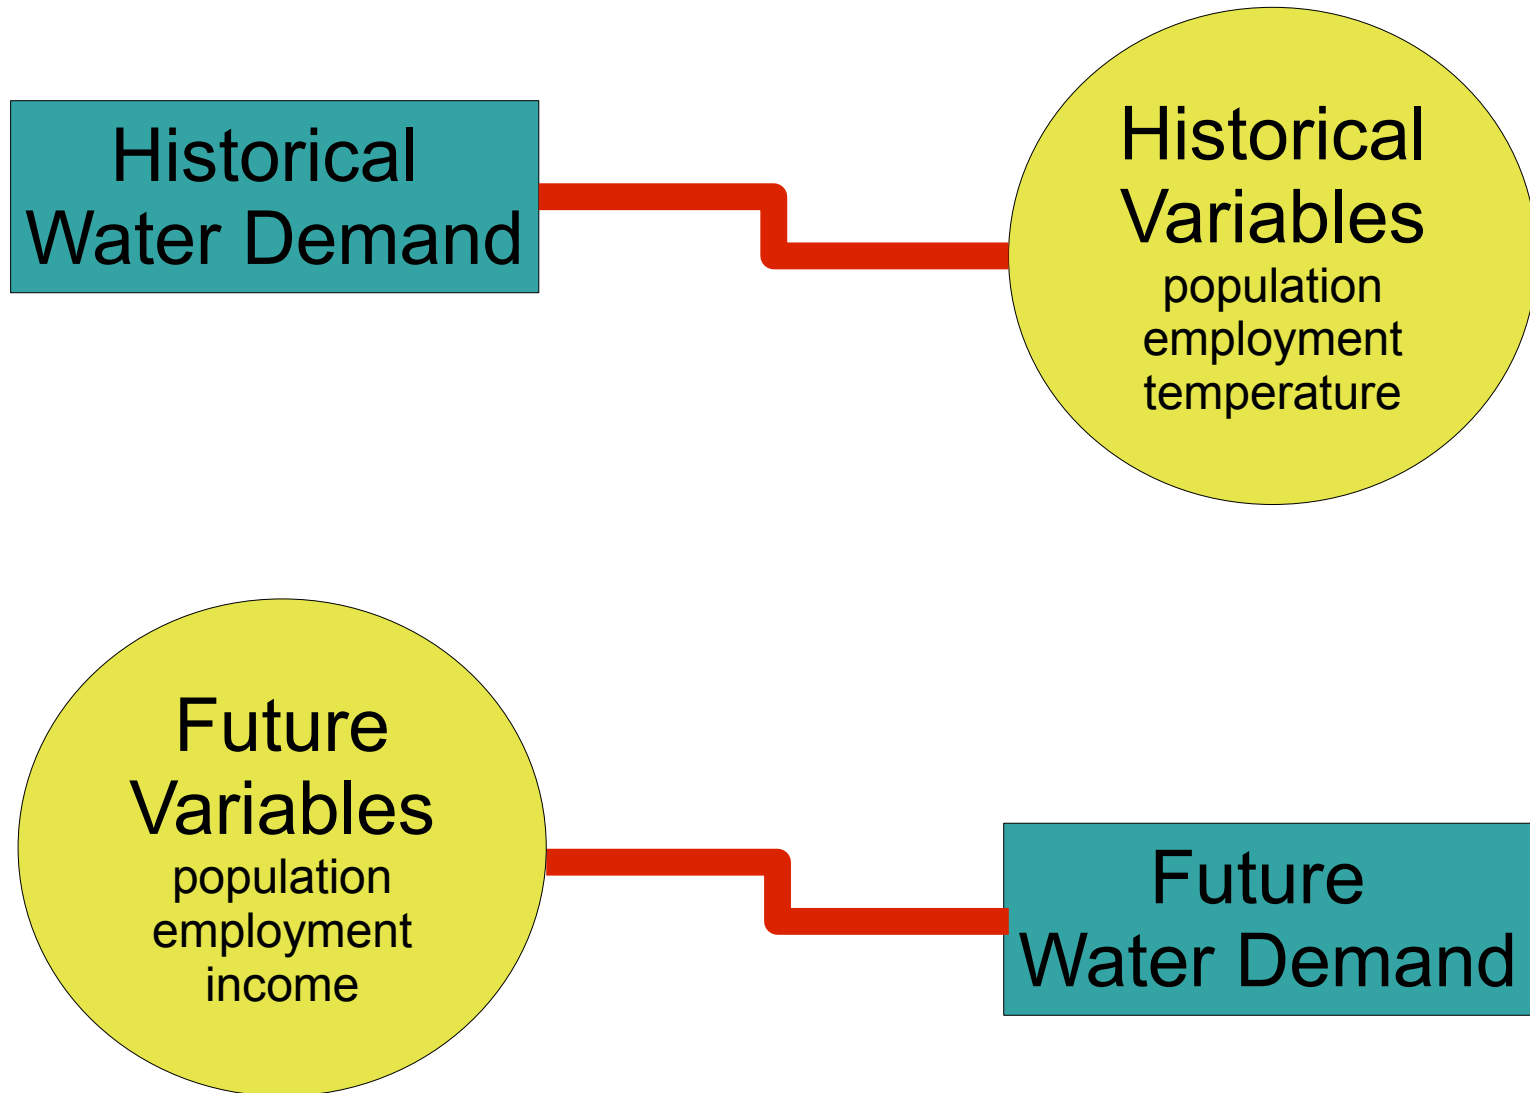 Historical
Water Demand
Historical
Variables
population
employment
temperature
Future
Variables
population
employment
income
Future
Water Demand